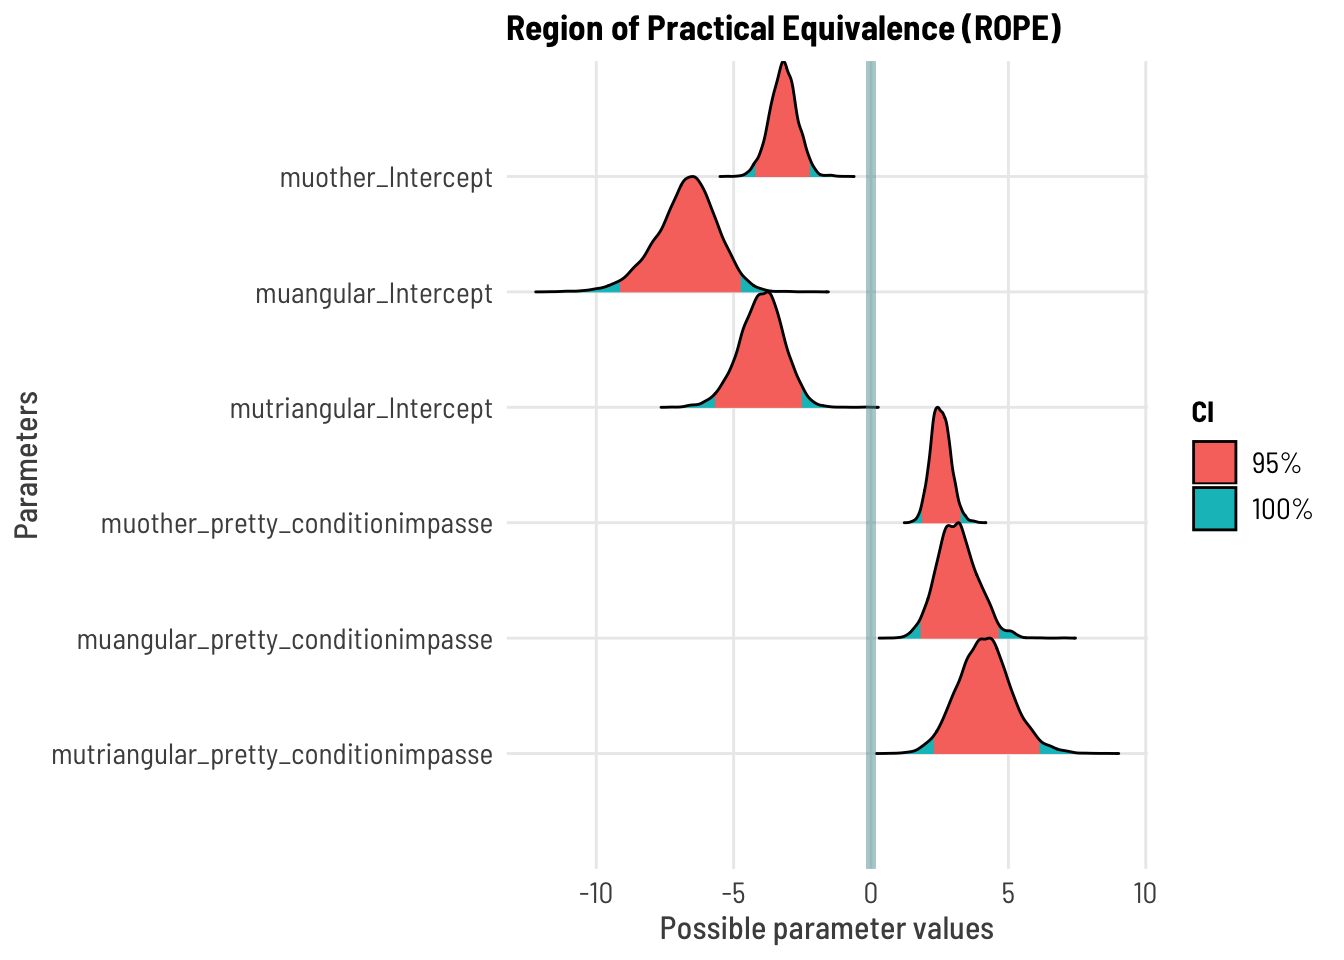 Region of Practical Equivalence (ROPE)
muother_Intercept
muangular_Intercept
mutriangular_Intercept
muother_pretty_conditionimpasse
muangular_pretty_conditionimpasse
mutriangular_pretty_conditionimpasse
Parameters
CI
95%
100%
-10 -5 0 5 10
Possible parameter values